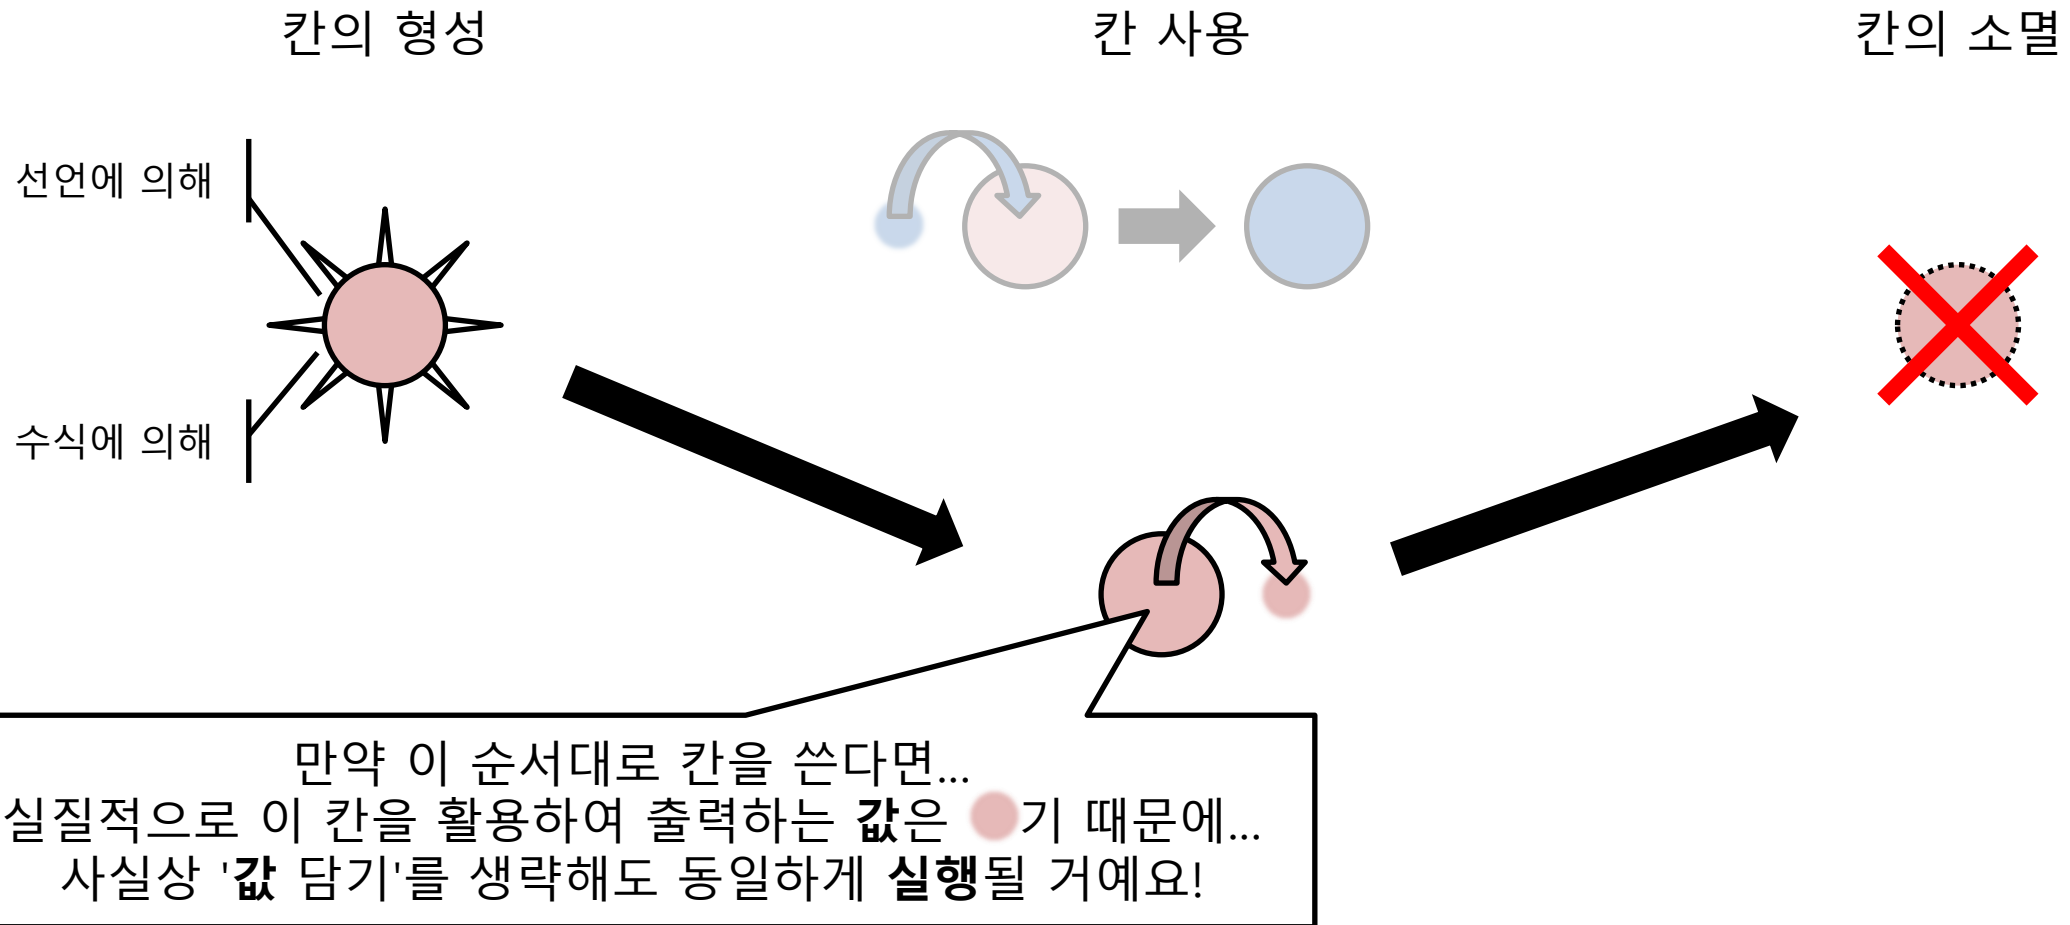 칸의 형성
칸 사용
칸의 소멸
선언에 의해
수식에 의해
만약 이 순서대로 칸을 쓴다면...
실질적으로 이 칸을 활용하여 출력하는 값은 기 때문에...
사실상 '값 담기'를 생략해도 동일하게 실행될 거예요!